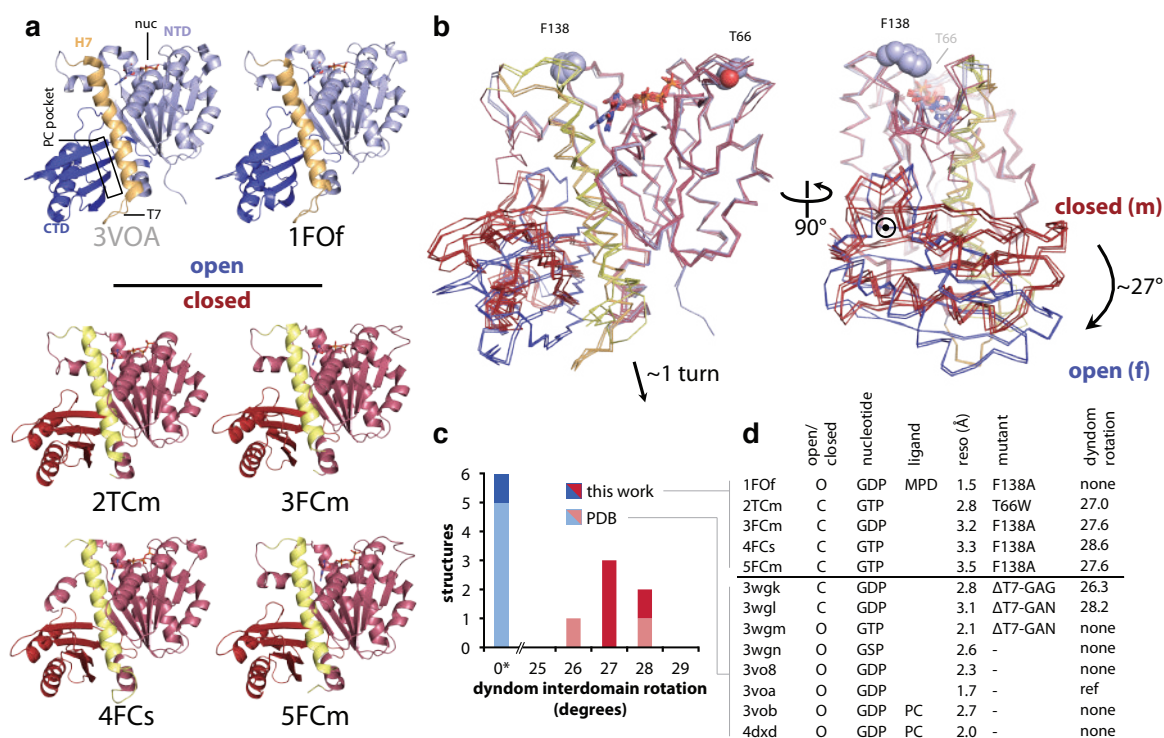 a
nuc
H7
NTD
PC pocket
T7
CTD
3VOA
1FOf
open
closed
2TCm
3FCm
4FCs
5FCm
b
F138
T66
F138
T66
90°
closed (m)
~27°
open (f)
~1 turn
c
structures
6
5
4
3
2
1
0
this work
PDB
0* 25 26 27 28 29
dyndom interdomain rotation
(degrees)
d
open/closed nucleotide ligand reso (Å) mutant dyndom rotation
1FOf O GDP MPD 1.5 F138A none
2TCm C GTP 2.8 T66W 27.0
3FCm C GDP 3.2 F138A 27.6
4FCs C GTP 3.3 F138A 28.6
5FCm C GTP 3.5 F138A 27.6
3wgk C GDP 2.8 ΔT7-GAG 26.3
3wgl C GDP 3.1 ΔT7-GAN 28.2
3wgm O GTP 2.1 ΔT7-GAN none
3wgn O GSP 2.6 - none
3vo8 O GDP 2.3 - none
3voa O GDP 1.7 - ref
3vob O GDP PC 2.7 - none
4dxd O GDP PC 2.0 - none